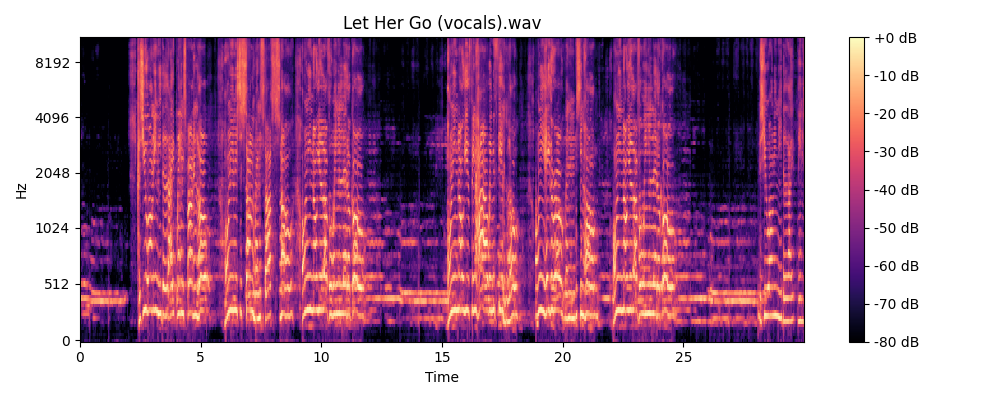 Let Her Go (vocals).wav
8192
4096
2048
1024
512
0
Hz
0 5 10 15 20 25
Time
+0 dB
-10 dB
-20 dB
-30 dB
-40 dB
-50 dB
-60 dB
-70 dB
-80 dB